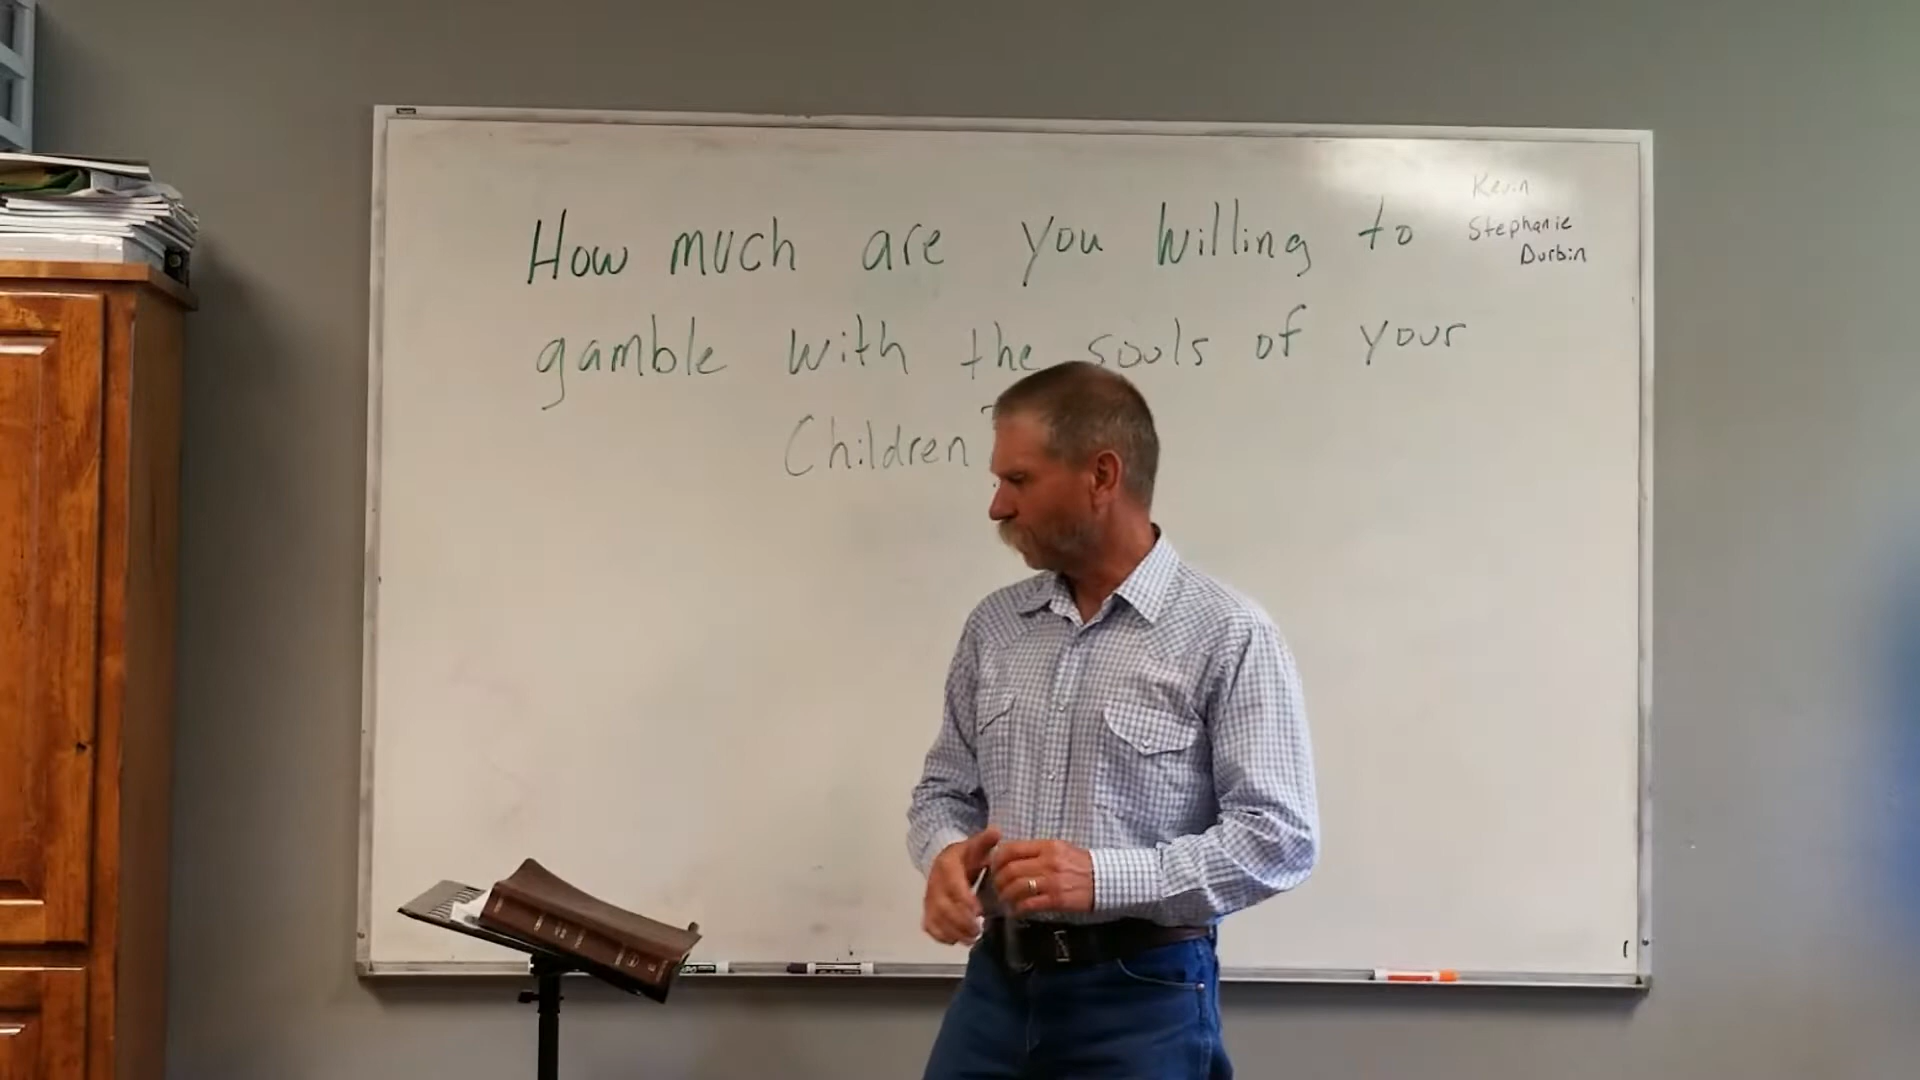 How much are you willing to
gamble with the souls of your
Children
Kevin
Stephanie
Durbin